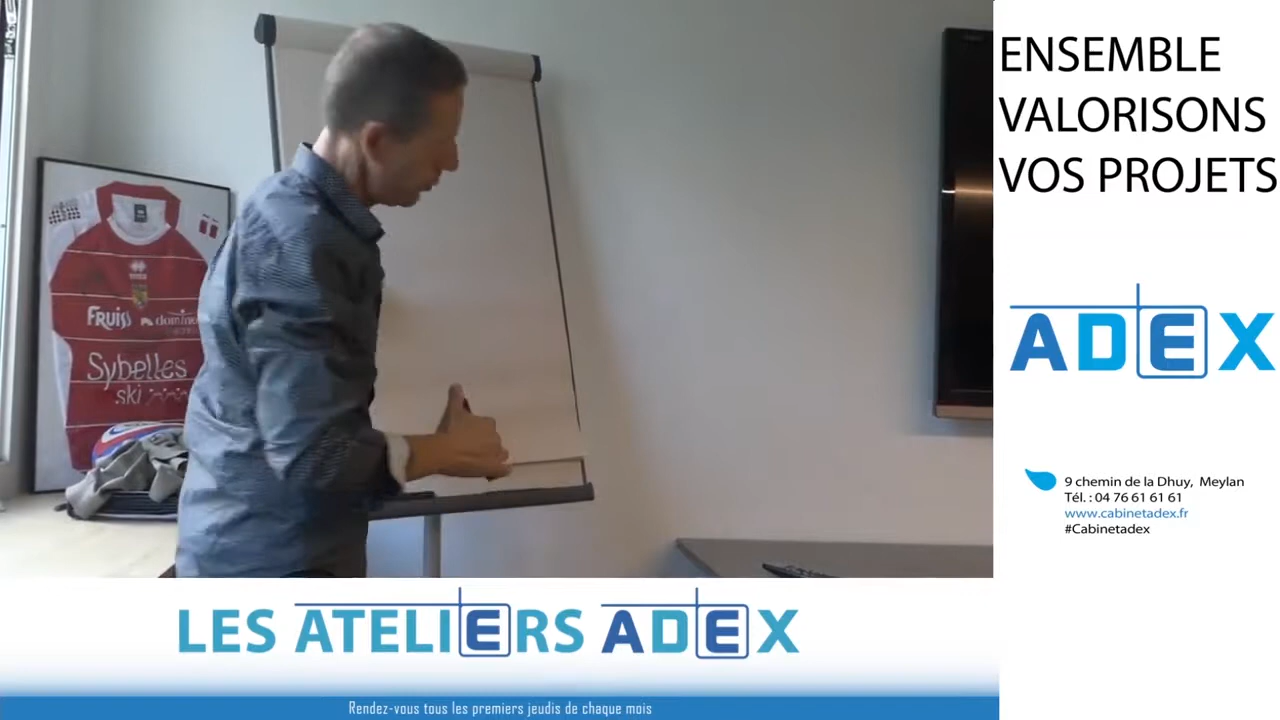 ENSEMBLE
VALORISONS
VOS PROJETS
ADEX
9 chemin de la Dhuy, Meylan
Tél. : 04 76 61 61 61
www.cabinetadex.fr
#Cabinetadex
FRUISS
Sybelles
ski
LES ATELIERS ADEX
Rendez-vous tous les premiers jeudis de chaque mois